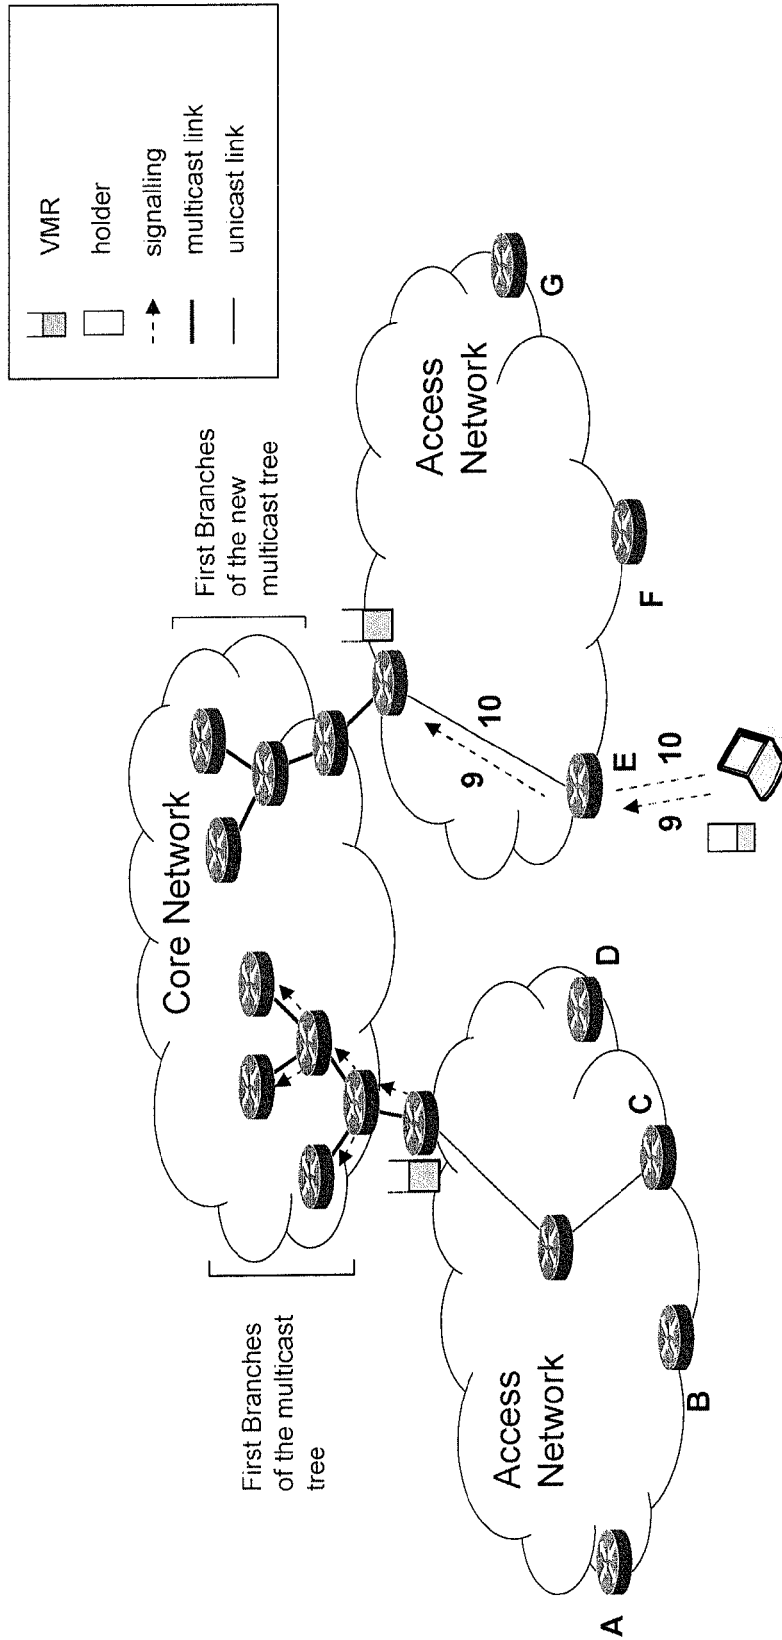 VMR
holder
signalling
multicast link
unicast link
First Branches
of the multicast
tree
First Branches
of the new
multicast tree
Core Network
Access
Network
Access
Network
A
B
C
D
E
F
G
9
10
9
10